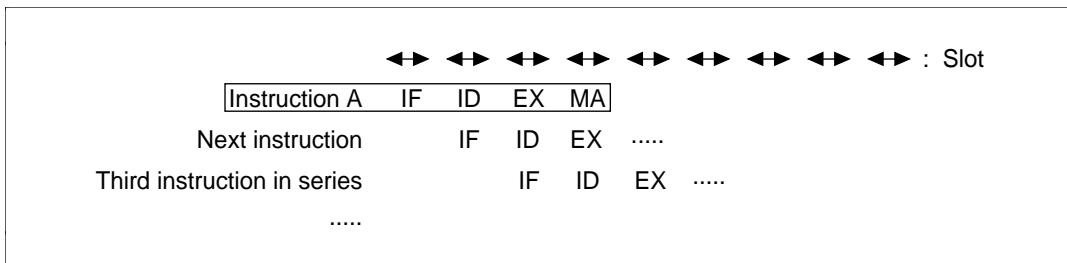 : Slot
Instruction A IF ID EX MA
Next instruction IF ID EX .....
Third instruction in series IF ID EX .....
.....